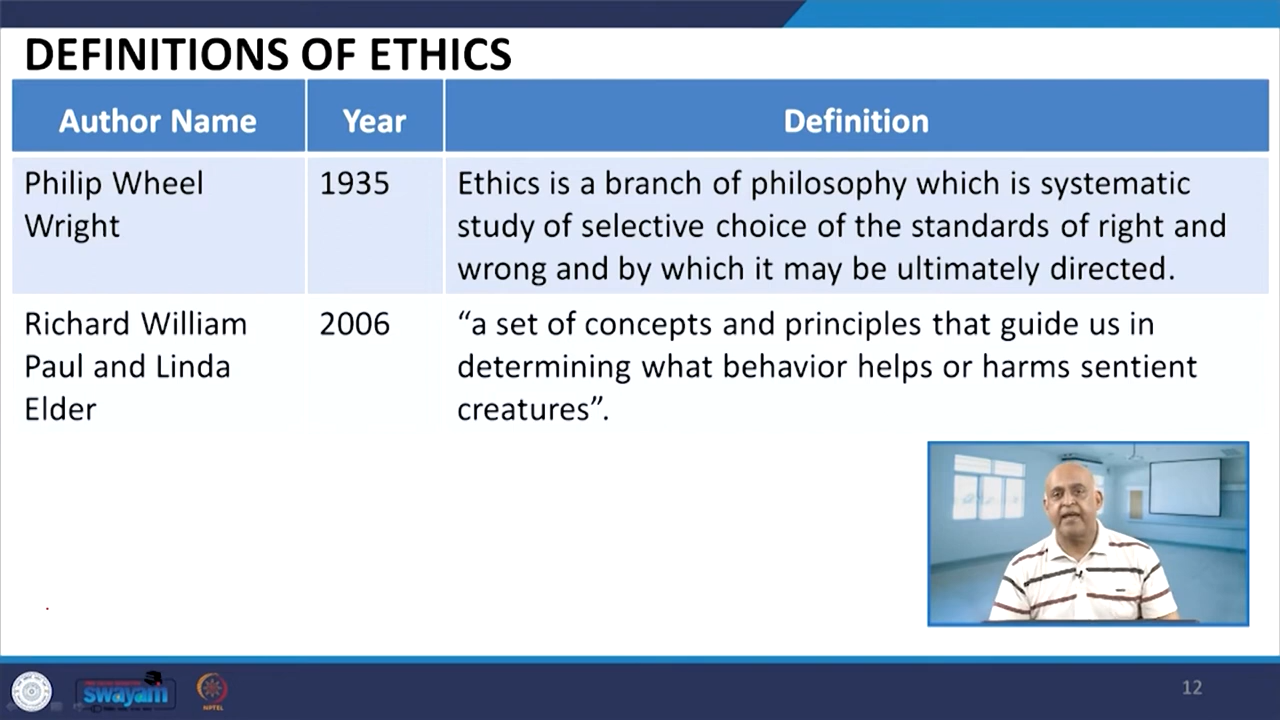 DEFINITIONS OF ETHICS
Author Name
Year
Definition
Philip Wheel
Wright
1935
Ethics is a branch of philosophy which is systematic
study of selective choice of the standards of right and
wrong and by which it may be ultimately directed.
Richard William
Paul and Linda
Elder
2006
“a set of concepts and principles that guide us in
determining what behavior helps or harms sentient
creatures”.
swayam
NPTEL
12